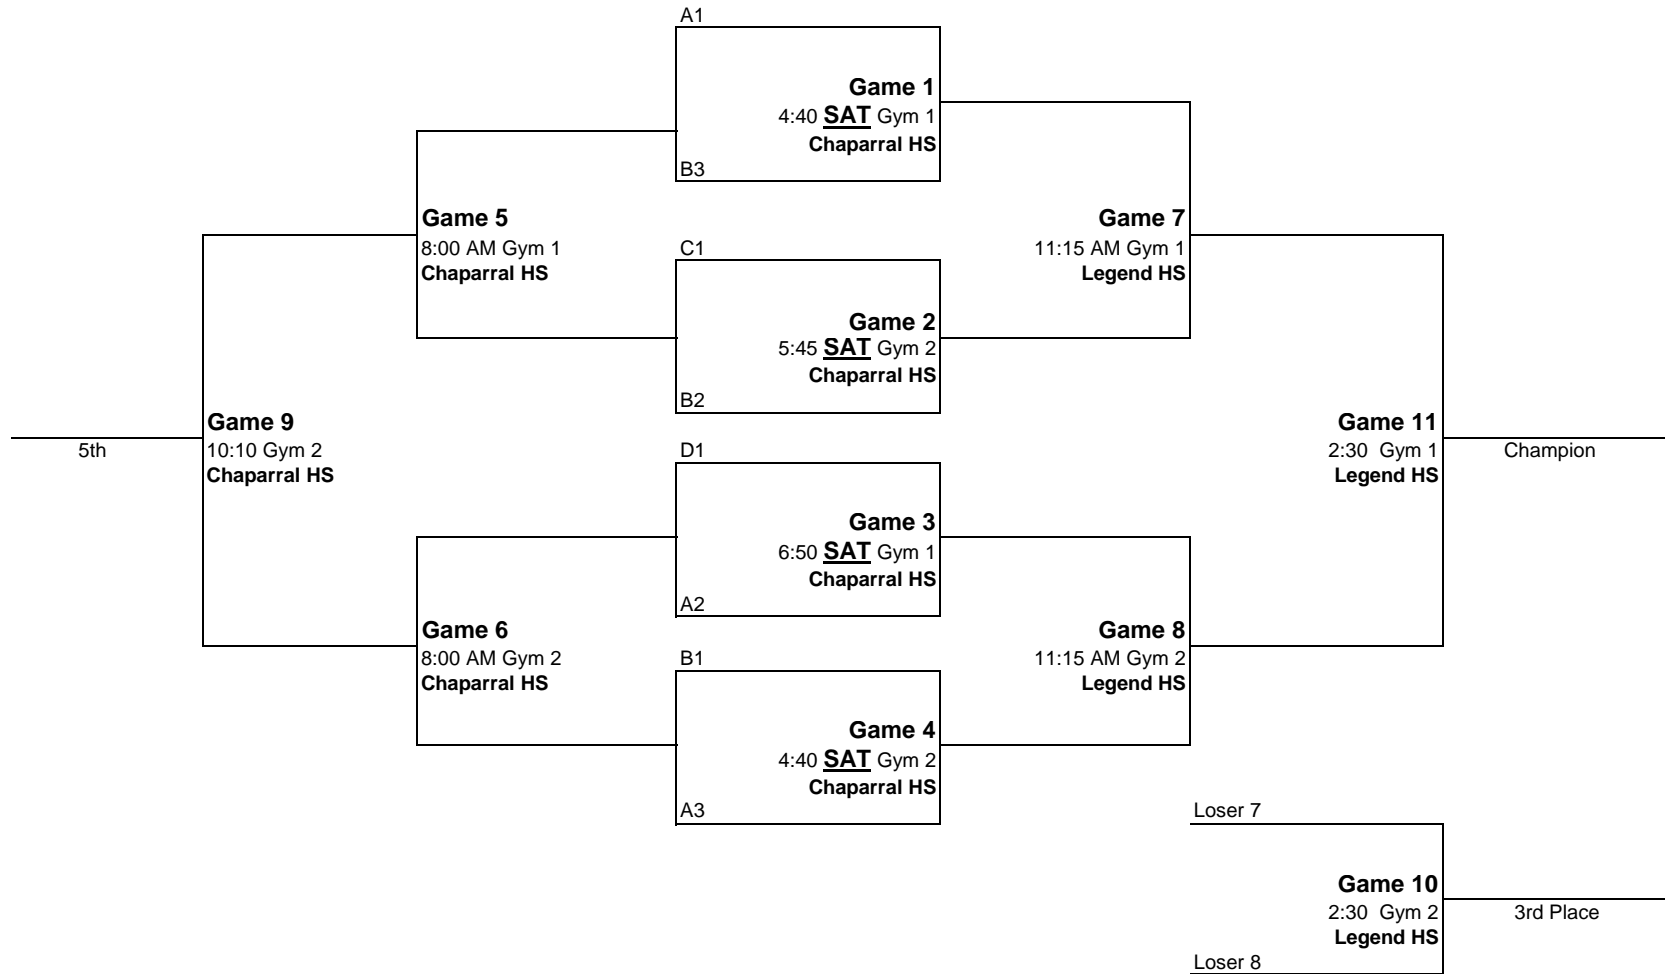 A1
Game 1
4:40 SAT Gym 1
Chaparral HS
B3
Game 5
8:00 AM Gym 1
Chaparral HS
Game 7
11:15 AM Gym 1
Legend HS
C1
Game 2
5:45 SAT Gym 2
Chaparral HS
B2
Game 9
10:10 Gym 2
Chaparral HS
5th
Game 11
2:30  Gym 1
Legend HS
Champion
D1
Game 3
6:50 SAT Gym 1
Chaparral HS
A2
Game 6
8:00 AM Gym 2
Chaparral HS
Game 8
11:15 AM Gym 2
Legend HS
B1
Game 4
4:40 SAT Gym 2
Chaparral HS
A3
Loser 7
Game 10
2:30  Gym 2
Legend HS
3rd Place
Loser 8